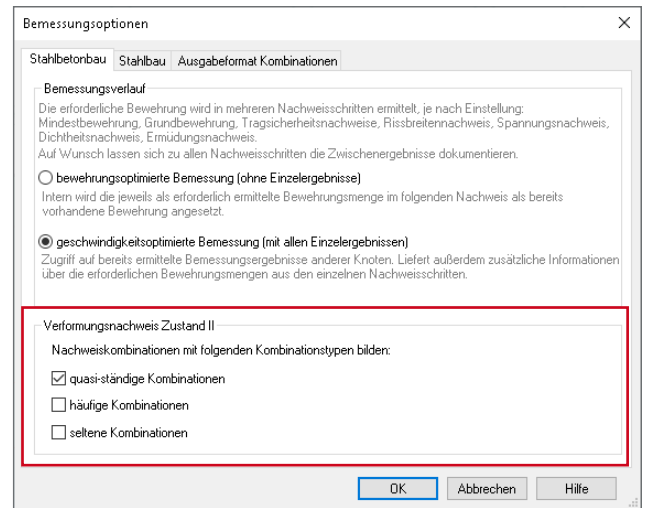 Bemessungsoptionen
Stahlbetonbau Stahlbau Ausgabeformat Kombinationen
Bemessungsverlauf
Die erforderliche Bewehrung wird in mehreren Nachweisschritten ermittelt, je nach Einstellung:
Mindestbewehrung, Grundbewehrung, Tragsicherheitsnachweise, Rissbreitennachweis, Spannungsnachweis,
Dichtheitsnachweis, Ermüdungsnachweis.
Auf Wunsch lassen sich zu allen Nachweisschritten die Zwischenergebnisse dokumentieren.
bewehrungsoptimierte Bemessung (ohne Einzelergebnisse)
Intern wird die jeweils als erforderlich ermittelte Bewehrungsmenge im folgenden Nachweis als bereits
vorhandene Bewehrung angesetzt.
geschwindigkeitsoptimierte Bemessung (mit allen Einzelergebnissen)
Zugriff auf bereits ermittelte Bemessungsergebnisse anderer Knoten. Liefert außerdem zusätzliche Informationen
über die erforderlichen Bewehrungsmengen aus den einzelnen Nachweisschritten.
Verformungsnachweis Zustand II
Nachweiskombinationen mit folgenden Kombinationstypen bilden:
quasi-ständige Kombinationen
häufige Kombinationen
seltene Kombinationen
OK Abbrechen Hilfe